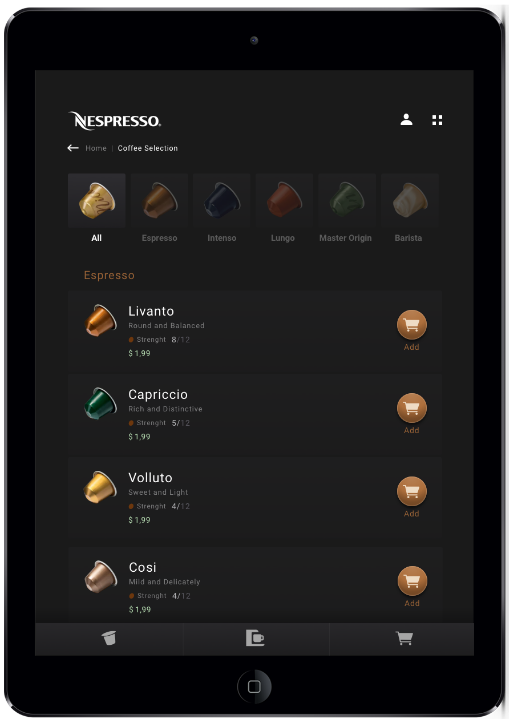 NESPRESSO.
Home | Coffee Selection
All Espresso Intenso Lungo Master Origin Barista
Espresso
Livanto
Round and Balanced
Strenght 8/12
$ 1,99
Add
Capriccio
Rich and Distinctive
Strenght 5/12
$ 1,99
Add
Volluto
Sweet and Light
Strenght 4/12
$ 1,99
Add
Cosi
Mild and Delicately
Strenght 4/12
$ 1,99
Add